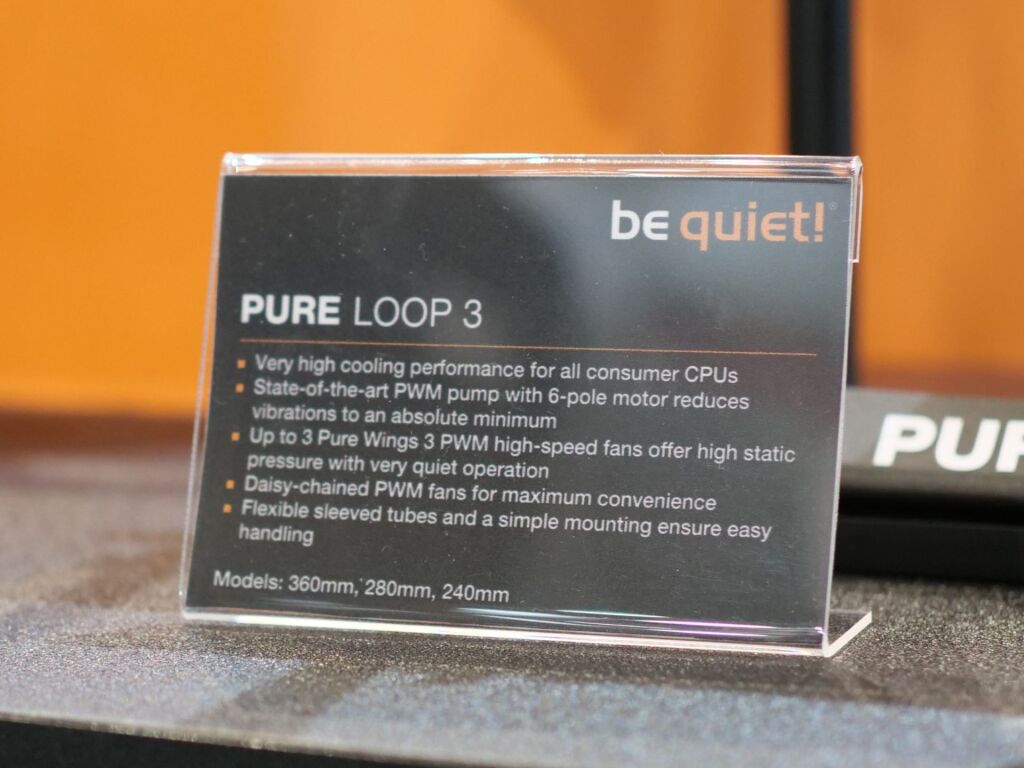 be quiet!®
PURE LOOP 3
▪ Very high cooling performance for all consumer CPUs
▪ State-of-the-art PWM pump with 6-pole motor reduces
vibrations to an absolute minimum
▪ Up to 3 Pure Wings 3 PWM high-speed fans offer high static
pressure with very quiet operation
▪ Daisy-chained PWM fans for maximum convenience
▪ Flexible sleeved tubes and a simple mounting ensure easy
handling
Models: 360mm, 280mm, 240mm